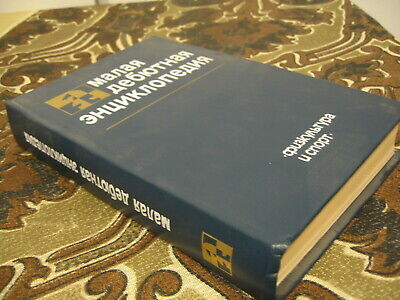 малая
дебютная
энциклопедия
·физкультура
и спорт·
малая дебютная энциклопедия